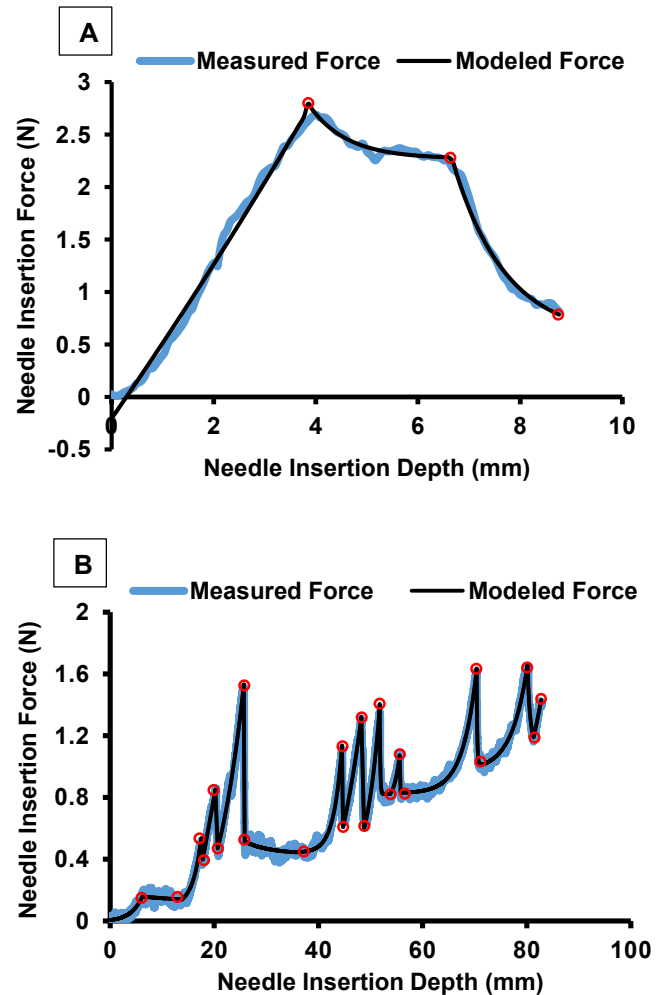 A
Measured Force Modeled Force
3
2.5
2
1.5
1
0.5
0
-0.5
0 2 4 6 8 10
Needle Insertion Force (N)
Needle Insertion Depth (mm)
B
Measured Force Modeled Force
2
1.6
1.2
0.8
0.4
0
0 20 40 60 80 100
Needle Insertion Force (N)
Needle Insertion Depth (mm)